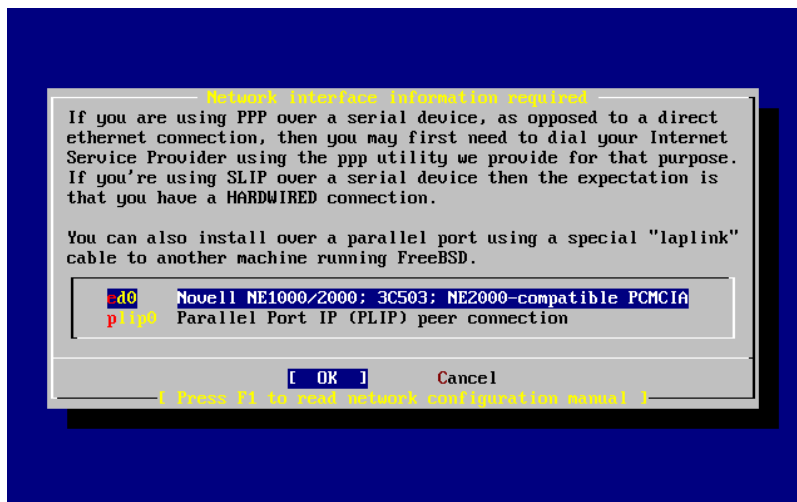 Network interface information required
If you are using PPP over a serial device, as opposed to a direct
ethernet connection, then you may first need to dial your Internet
Service Provider using the ppp utility we provide for that purpose.
If you're using SLIP over a serial device then the expectation is
that you have a HARDWIRED connection.
You can also install over a parallel port using a special "laplink"
cable to another machine running FreeBSD.
ed0 Novell NE1000/2000; 3C503; NE2000-compatible PCMCIA
plip0 Parallel Port IP (PLIP) peer connection
[ OK ] Cancel
[ Press F1 to read network configuration manual ]